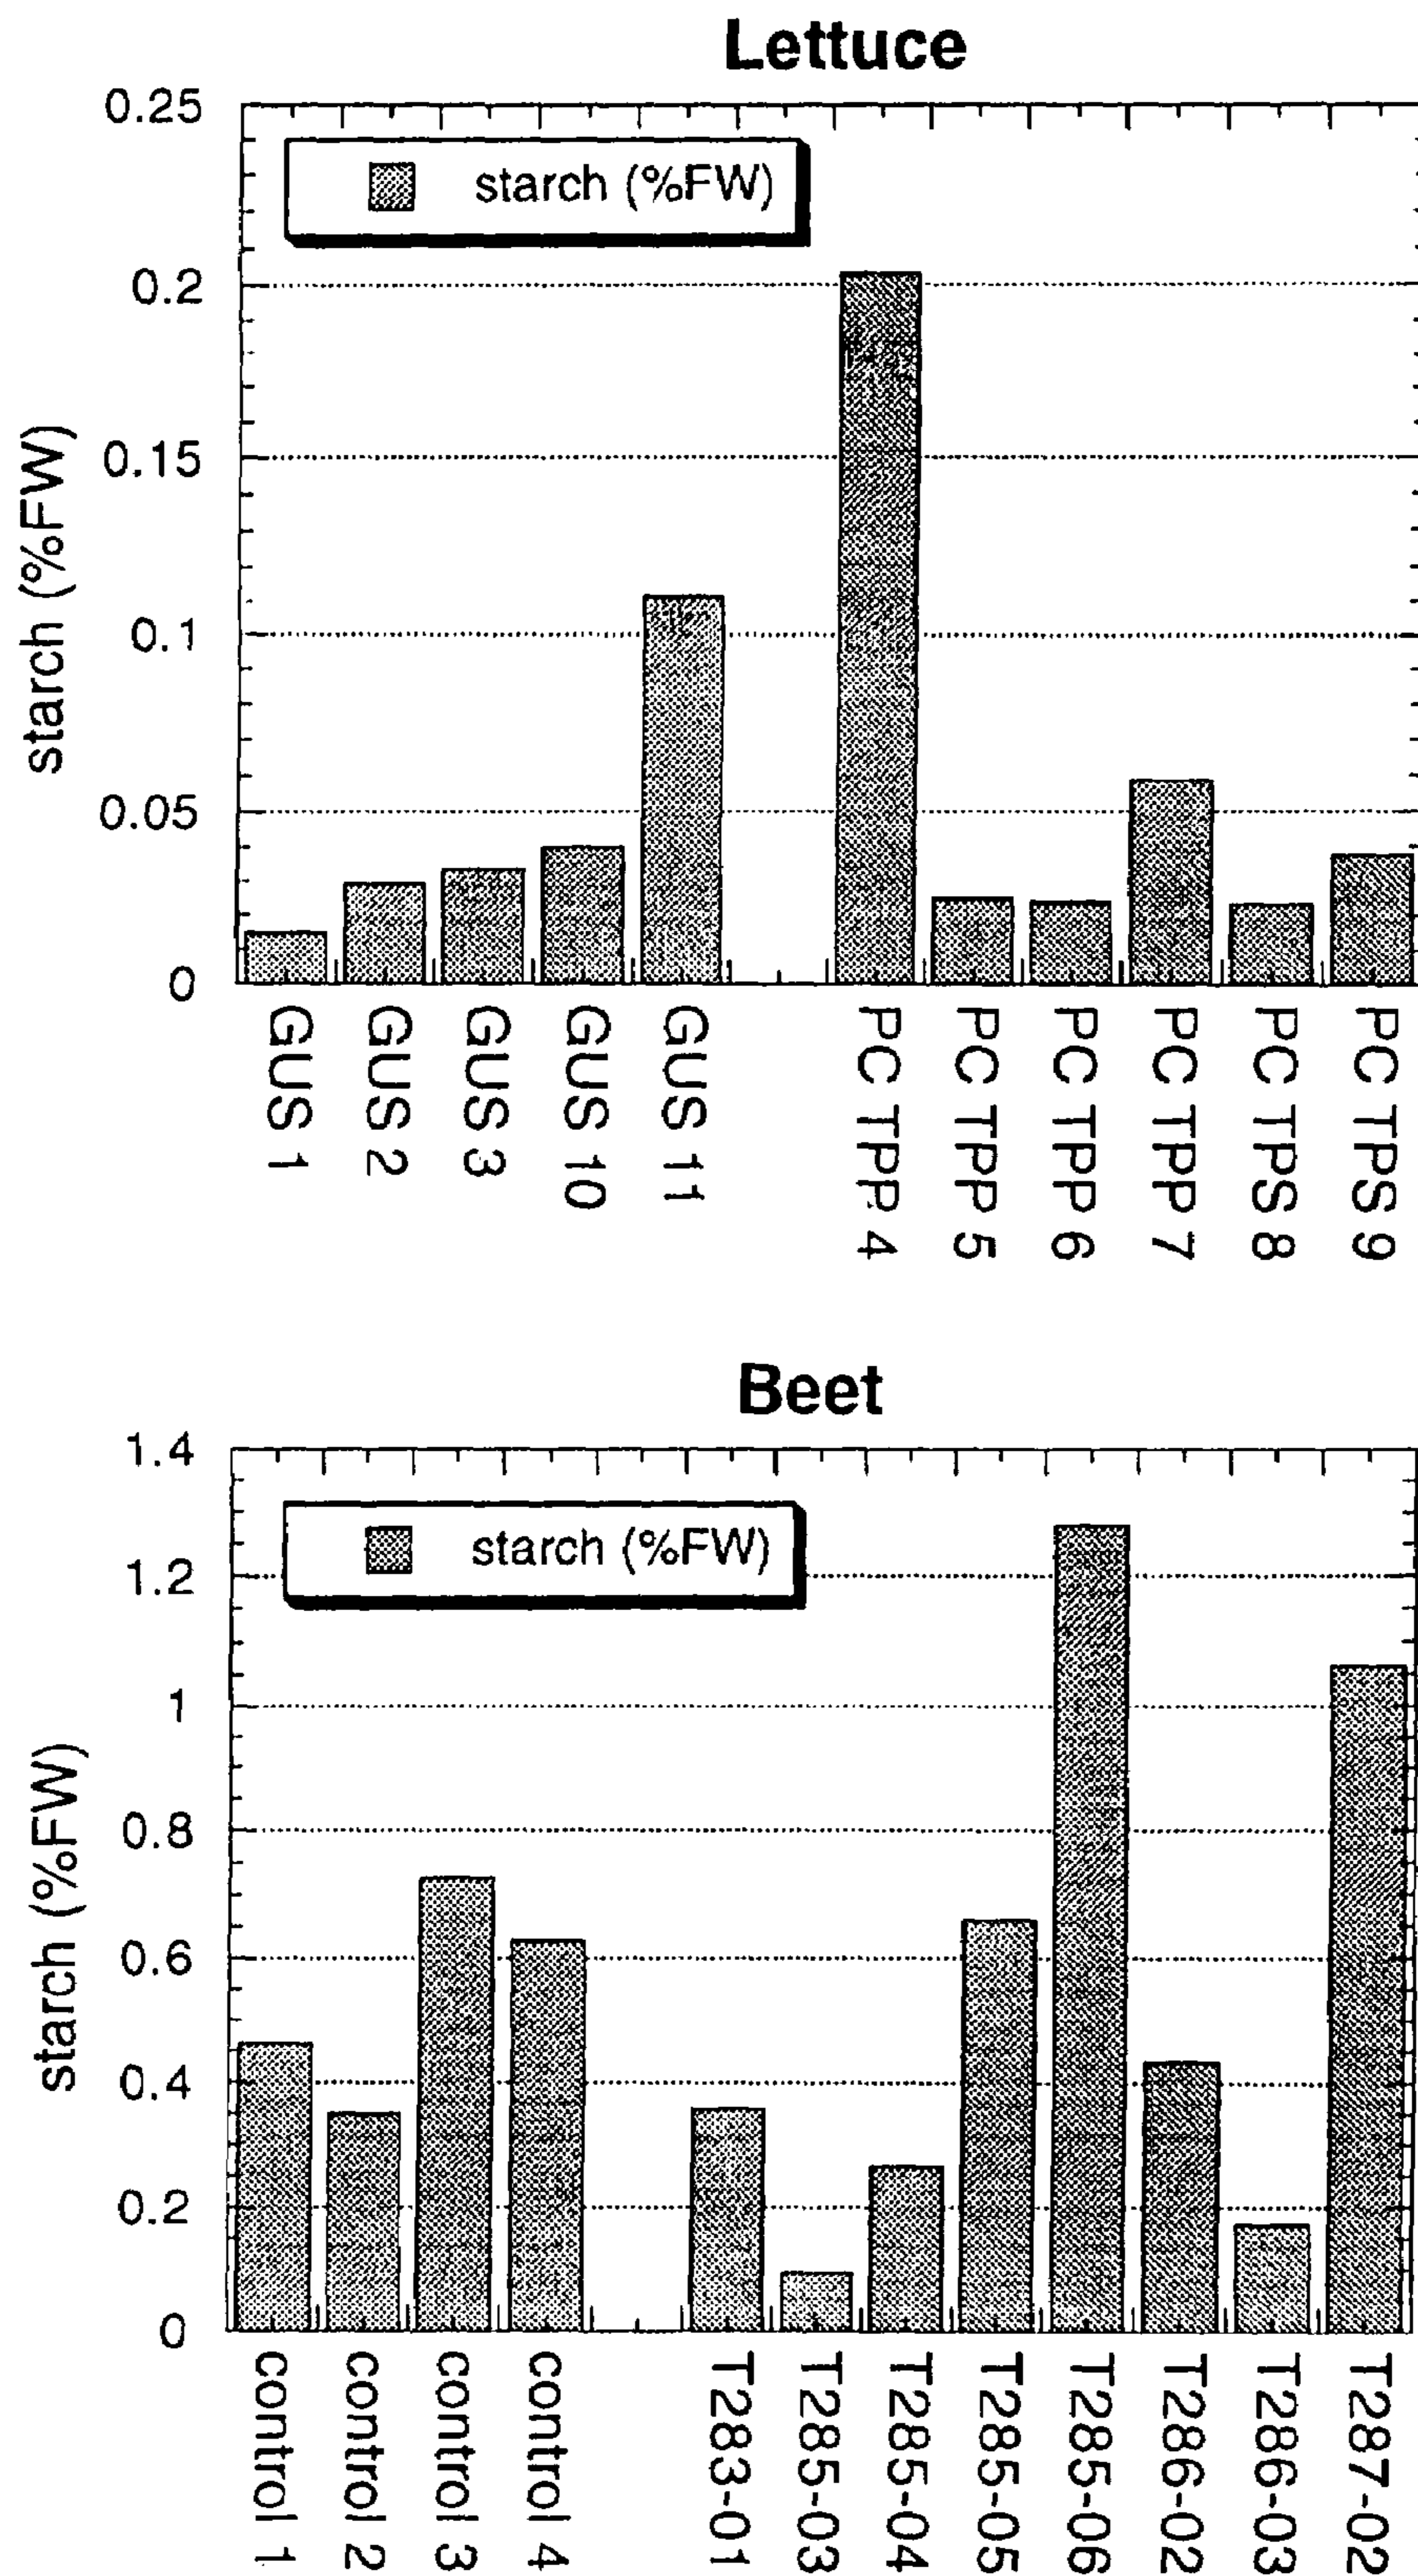 Lettuce
starch (%FW)
0.25
0.2
0.15
0.1
0.05
0
starch (%FW)
GUS 1
GUS 2
GUS 3
GUS 10
GUS 11
PC TPP 4
PC TPP 5
PC TPP 6
PC TPP 7
PC TPS 8
PC TPS 9
Beet
starch (%FW)
1.4
1.2
1
0.8
0.6
0.4
0.2
0
starch (%FW)
control 1
control 2
control 3
control 4
T283-01
T285-03
T285-04
T285-05
T285-06
T286-02
T286-03
T287-02